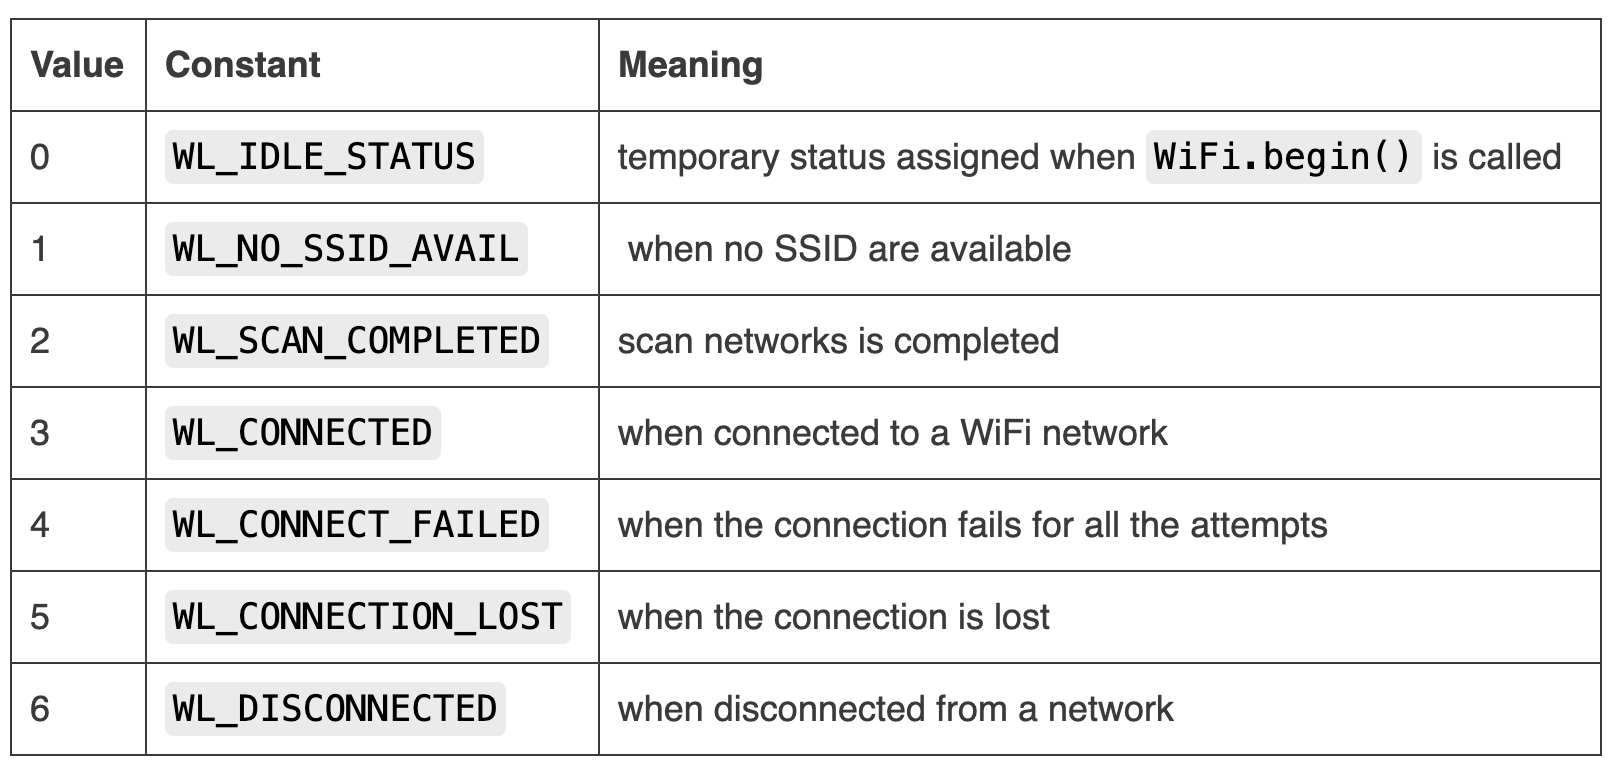 Value Constant Meaning
0 WL_IDLE_STATUS temporary status assigned when WiFi.begin() is called
1 WL_NO_SSID_AVAIL when no SSID are available
2 WL_SCAN_COMPLETED scan networks is completed
3 WL_CONNECTED when connected to a WiFi network
4 WL_CONNECT_FAILED when the connection fails for all the attempts
5 WL_CONNECTION_LOST when the connection is lost
6 WL_DISCONNECTED when disconnected from a network